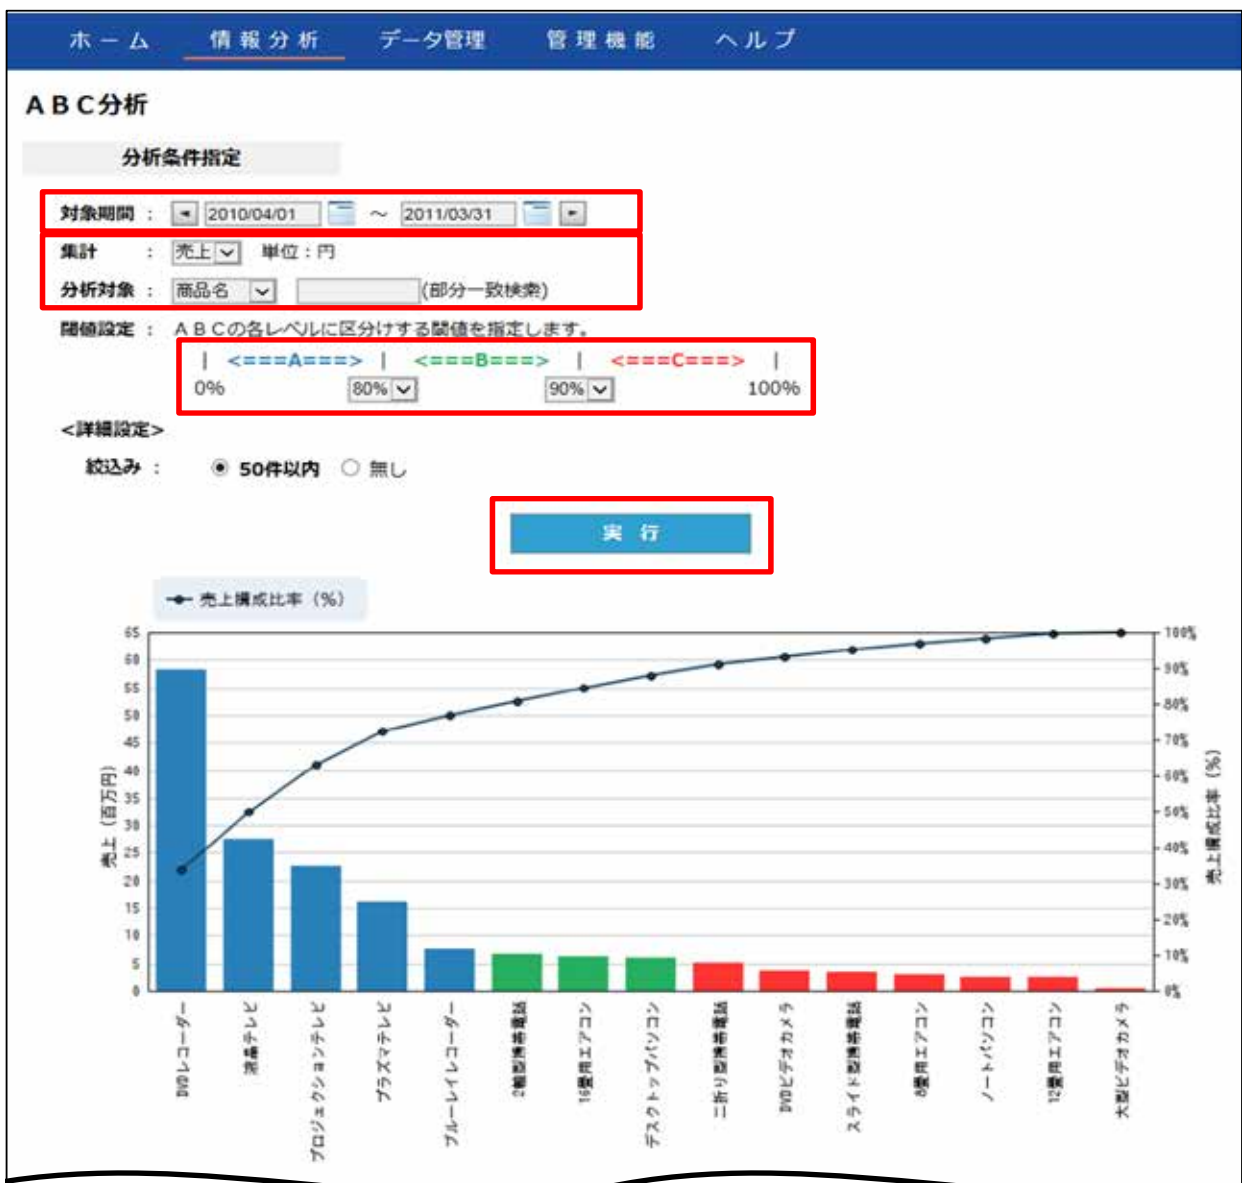 ホーム 情報分析 データ管理 管理機能 ヘルプ
ABC分析
分析条件指定
対象期間 : 2010/04/01 ～ 2011/03/31
集計 : 売上 単位：円
分析対象 : 商品名 (部分一致検索)
閾値設定 : ABCの各レベルに区分けする閾値を指定します。
| <===A===> | <===B===> | <===C===> |
0% 80% 90% 100%
<詳細設定>
絞込み : 50件以内 無し
実 行
売上構成比率（%）
65
60
55
50
45
40
35
30
25
20
15
10
5
0
売上（百万円）
100%
90%
80%
70%
60%
50%
40%
30%
20%
10%
0%
売上構成比率（%）
DVDレコーダー
液晶テレビ
プロジェクションテレビ
プラズマテレビ
ブルーレイレコーダー
2軸型携帯電話
16畳用エアコン
デスクトップパソコン
二折り型携帯電話
DVDビデオカメラ
スライド型携帯電話
8畳用エアコン
ノートパソコン
12畳用エアコン
大型ビデオカメラ